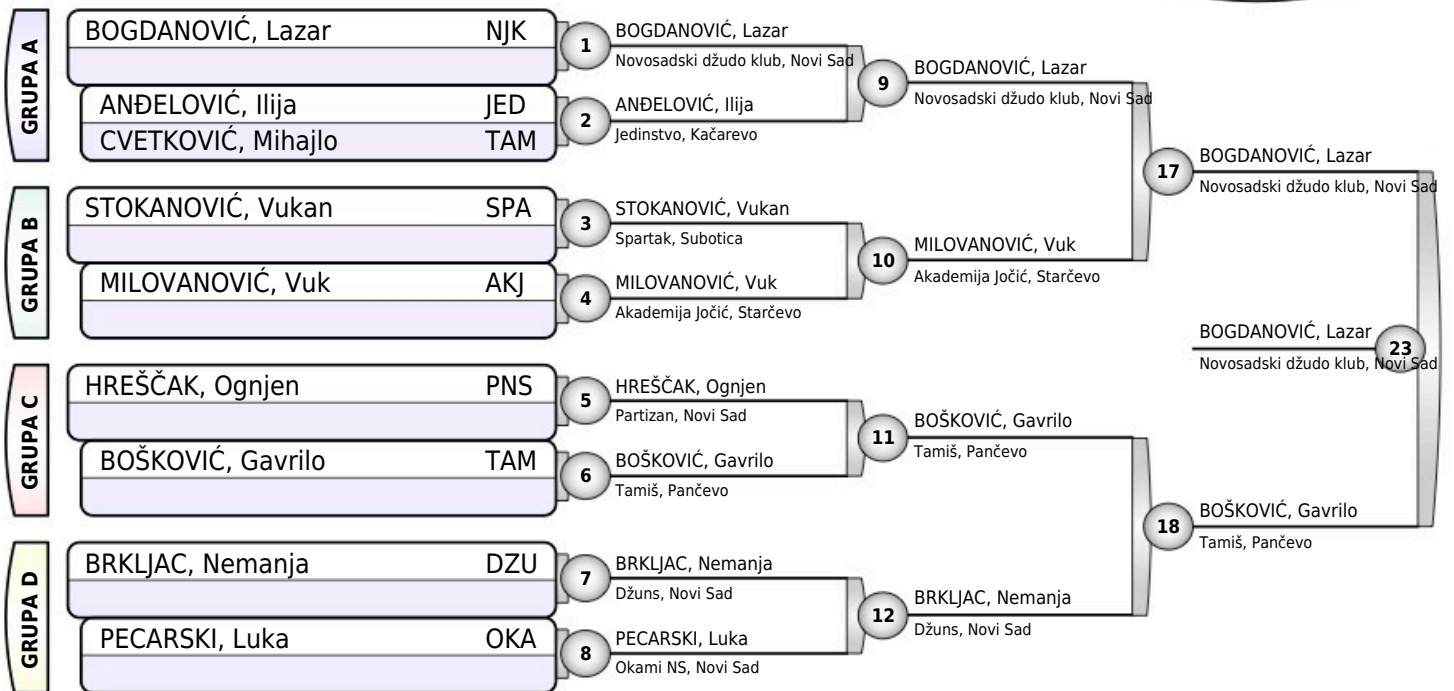 GRUPA A
BOGDANOVIĆ, Lazar NJK
ANĐELOVIĆ, Ilija JED
CVETKOVIĆ, Mihajlo TAM
GRUPA B
STOKANOVIĆ, Vukan SPA
MILOVANOVIĆ, Vuk AKJ
GRUPA C
HREŠČAK, Ognjen PNS
BOŠKOVIĆ, Gavrilo TAM
GRUPA D
BRKLJAC, Nemanja DZU
PECARSKI, Luka OKA
1
BOGDANOVIĆ, Lazar
Novosadski džudo klub, Novi Sad
2
ANĐELOVIĆ, Ilija
Jedinstvo, Kačarevo
3
STOKANOVIĆ, Vukan
Spartak, Subotica
4
MILOVANOVIĆ, Vuk
Akademija Jočić, Starčevo
5
HREŠČAK, Ognjen
Partizan, Novi Sad
6
BOŠKOVIĆ, Gavrilo
Tamiš, Pančevo
7
BRKLJAC, Nemanja
Džuns, Novi Sad
8
PECARSKI, Luka
Okami NS, Novi Sad
9
BOGDANOVIĆ, Lazar
Novosadski džudo klub, Novi Sad
10
MILOVANOVIĆ, Vuk
Akademija Jočić, Starčevo
11
BOŠKOVIĆ, Gavrilo
Tamiš, Pančevo
12
BRKLJAC, Nemanja
Džuns, Novi Sad
17
BOGDANOVIĆ, Lazar
Novosadski džudo klub, Novi Sad
18
BOŠKOVIĆ, Gavrilo
Tamiš, Pančevo
BOGDANOVIĆ, Lazar
23
Novosadski džudo klub, Novi Sad